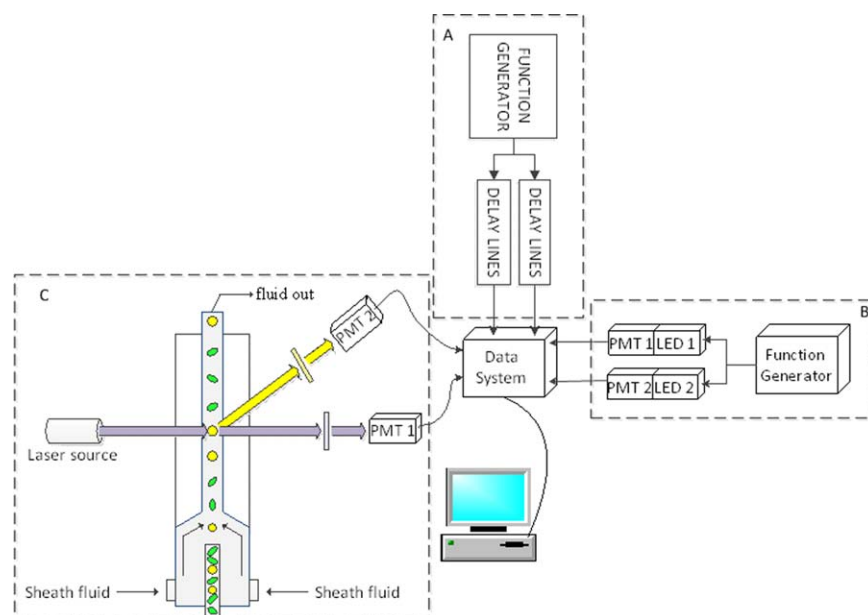 A
FUNCTION
GENERATOR
DELAY LINES
DELAY LINES
B
PMT 1
LED 1
PMT 2
LED 2
Function
Generator
Data
System
C
fluid out
PMT 2
PMT 1
Laser source
Sheath fluid
Sheath fluid